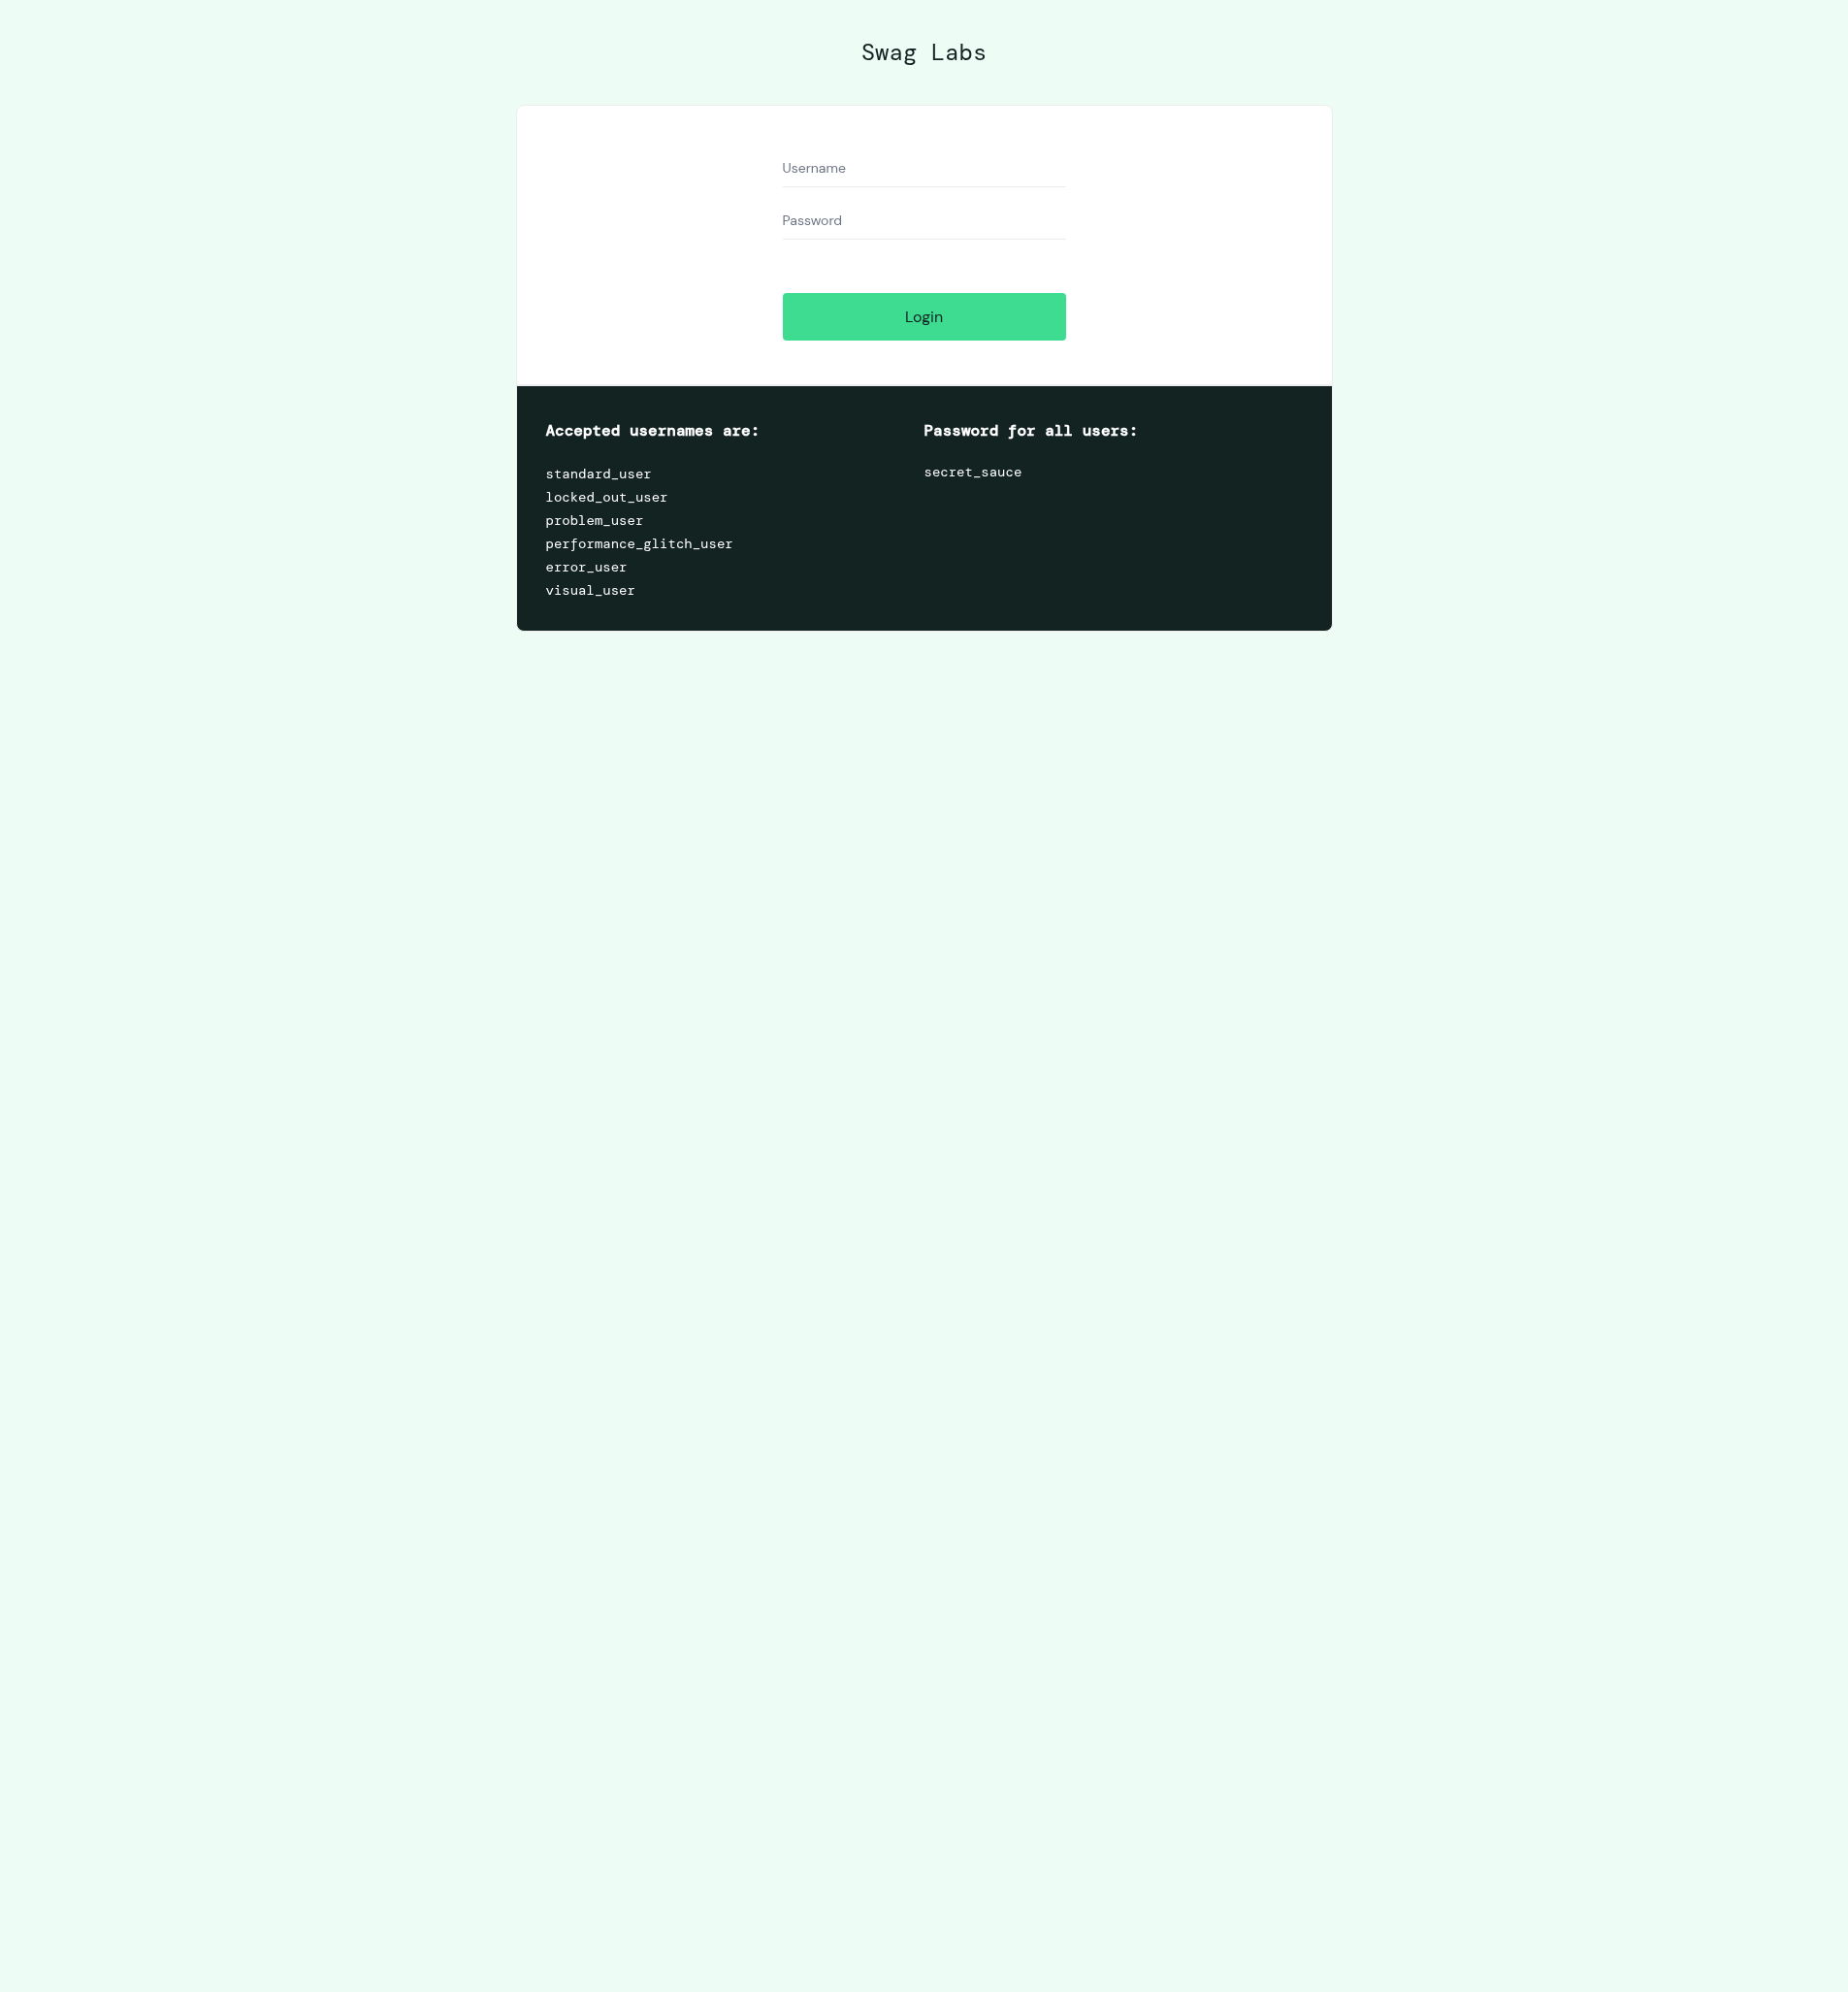 Swag Labs
Username
Password
Login
Accepted usernames are:
standard_user
locked_out_user
problem_user
performance_glitch_user
error_user
visual_user
Password for all users:
secret_sauce